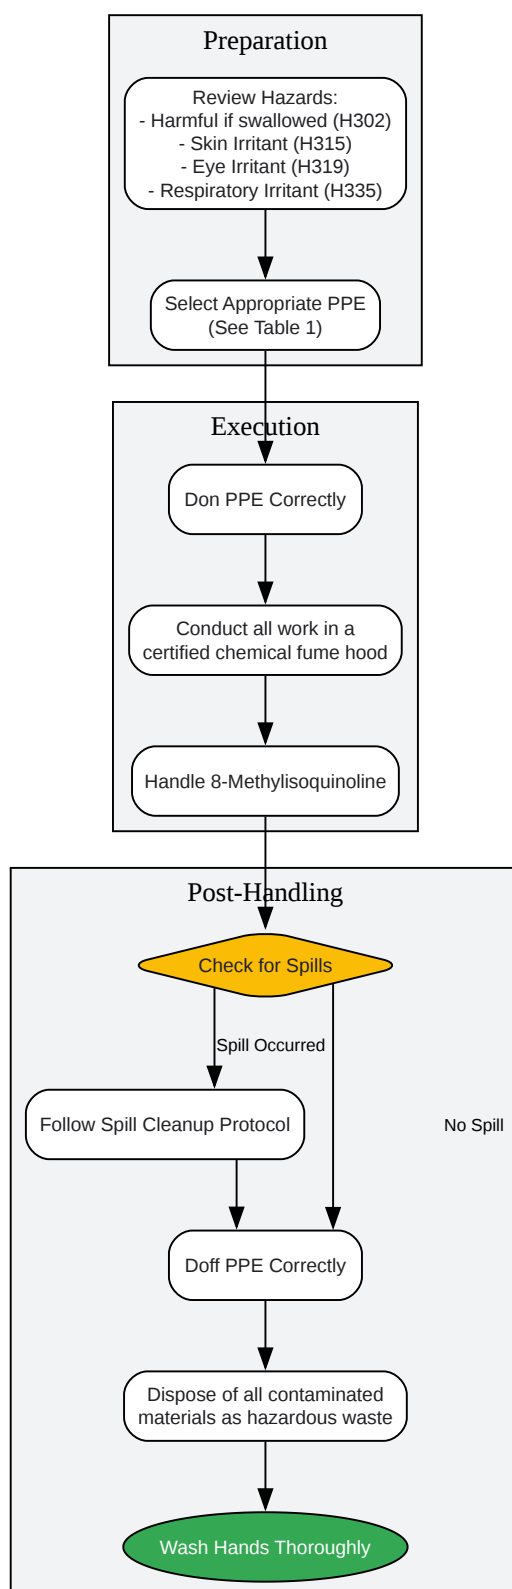 Preparation
Review Hazards:
- Harmful if swallowed (H302)
- Skin Irritant (H315)
- Eye Irritant (H319)
- Respiratory Irritant (H335)
Select Appropriate PPE
(See Table 1)
Execution
Don PPE Correctly
Conduct all work in a
certified chemical fume hood
Handle 8-Methylisoquinoline
Post-Handling
Check for Spills
Spill Occurred
Follow Spill Cleanup Protocol
No Spill
Doff PPE Correctly
Dispose of all contaminated
materials as hazardous waste
Wash Hands Thoroughly